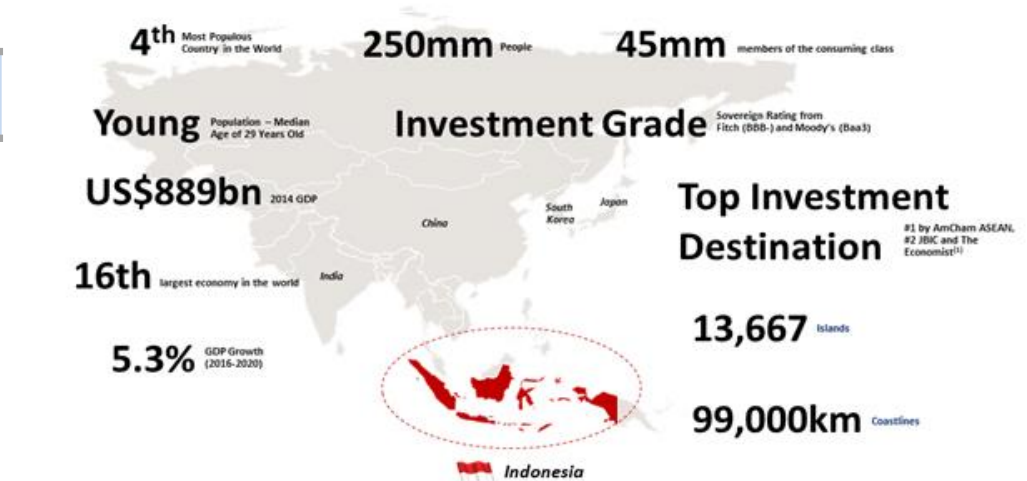 4th Most Populous
Country in the World
250mm People
45mm members of the consuming class
Young Population – Median
Age of 29 Years Old
Investment Grade Sovereign Rating from
Fitch (BBB-) and Moody's (Baa3)
US$889bn 2014 GDP
Top Investment
Destination #1 by AmCham ASEAN,
#2 JBIC and The
Economist(1)
China
South
Korea
Japan
16th largest economy in the world
India
13,667 Islands
5.3% GDP Growth
(2016-2020)
99,000km Coastlines
Indonesia